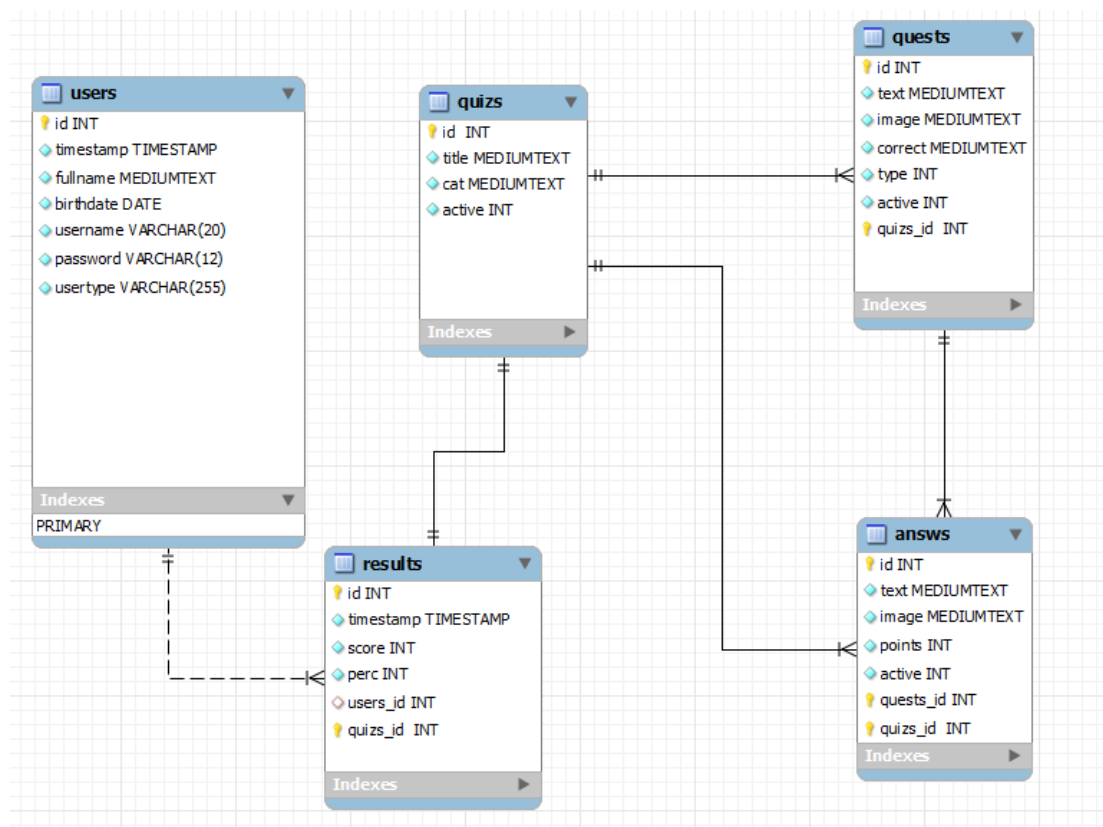 users
id INT
timestamp TIMESTAMP
fullname MEDIUMTEXT
birthdate DATE
username VARCHAR(20)
password VARCHAR(12)
usertype VARCHAR(255)
Indexes
PRIMARY
quizs
id INT
title MEDIUMTEXT
cat MEDIUMTEXT
active INT
Indexes
quests
id INT
text MEDIUMTEXT
image MEDIUMTEXT
correct MEDIUMTEXT
type INT
active INT
quizs_id INT
Indexes
results
id INT
timestamp TIMESTAMP
score INT
perc INT
users_id INT
quizs_id INT
Indexes
answs
id INT
text MEDIUMTEXT
image MEDIUMTEXT
points INT
active INT
quests_id INT
quizs_id INT
Indexes